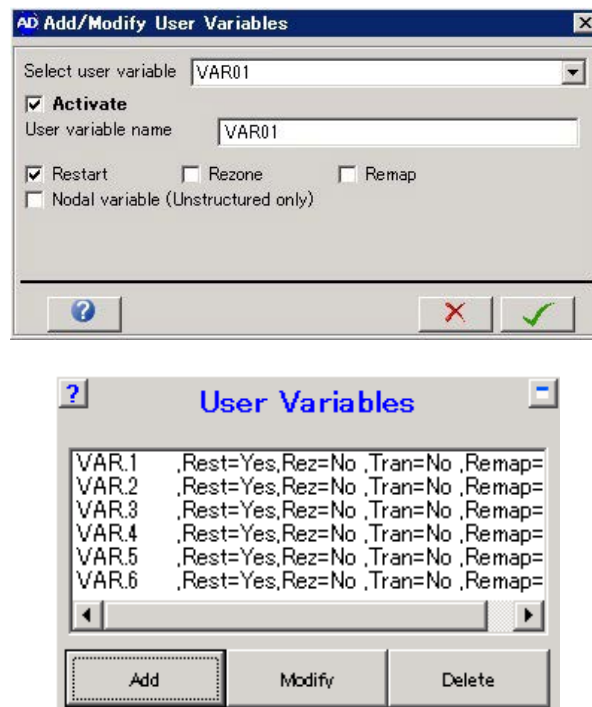 AD Add/Modify User Variables
Select user variable VAR01
Activate
User variable name VAR01
Restart Rezone Remap
Nodal variable (Unstructured only)
?
? User Variables
VAR.1 ,Rest=Yes,Rez=No ,Tran=No ,Remap=
VAR.2 ,Rest=Yes,Rez=No ,Tran=No ,Remap=
VAR.3 ,Rest=Yes,Rez=No ,Tran=No ,Remap=
VAR.4 ,Rest=Yes,Rez=No ,Tran=No ,Remap=
VAR.5 ,Rest=Yes,Rez=No ,Tran=No ,Remap=
VAR.6 ,Rest=Yes,Rez=No ,Tran=No ,Remap=
Add Modify Delete